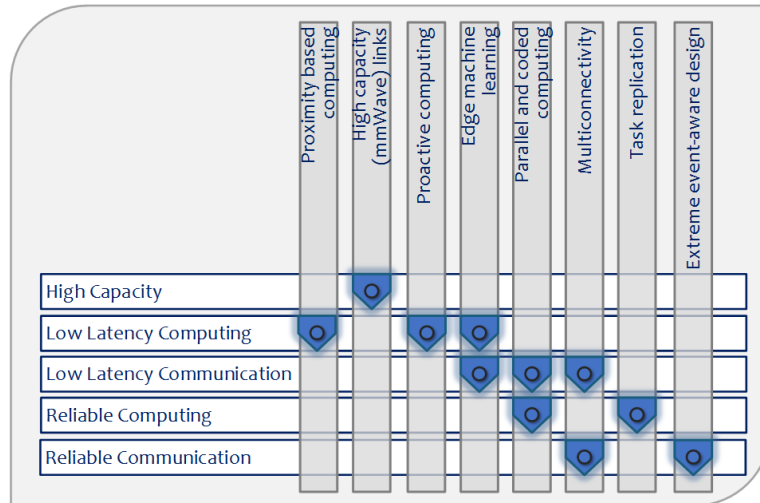 Proximity based
computing
High capacity
(mmWave) links
Proactive computing
Edge machine
learning
Parallel and coded
computing
Multiconnectivity
Task replication
Extreme event-aware design
High Capacity
Low Latency Computing
Low Latency Communication
Reliable Computing
Reliable Communication